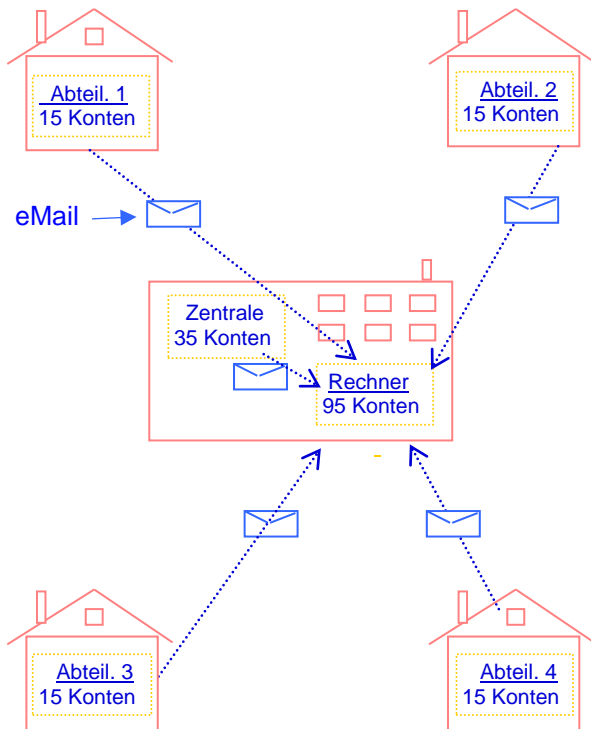 Abteil. 1
15 Konten
Abteil. 2
15 Konten
eMail
Zentrale
35 Konten
Rechner
95 Konten
Abteil. 3
15 Konten
Abteil. 4
15 Konten